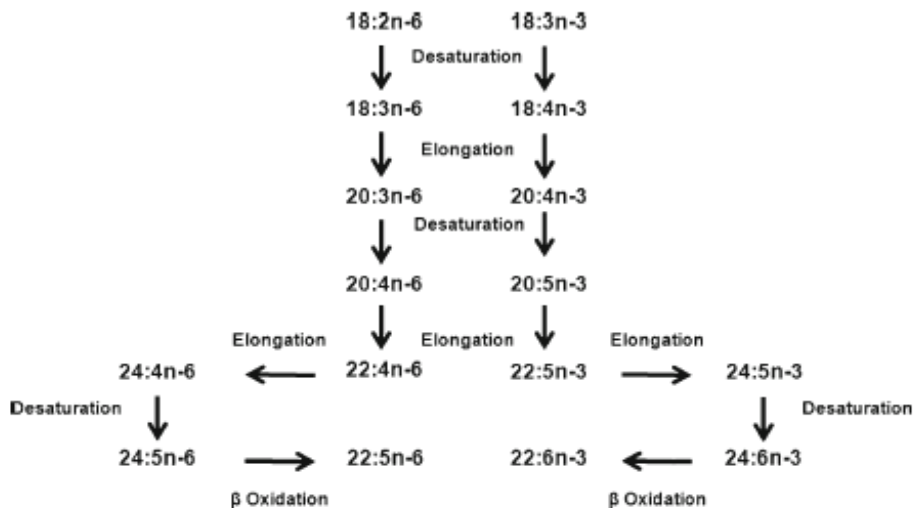 18:2n-6 18:3n-3
Desaturation
18:3n-6 18:4n-3
Elongation
20:3n-6 20:4n-3
Desaturation
20:4n-6 20:5n-3
Elongation Elongation Elongation
24:4n-6 22:4n-6 22:5n-3 24:5n-3
Desaturation Desaturation
24:5n-6 22:5n-6 22:6n-3 24:6n-3
β Oxidation β Oxidation